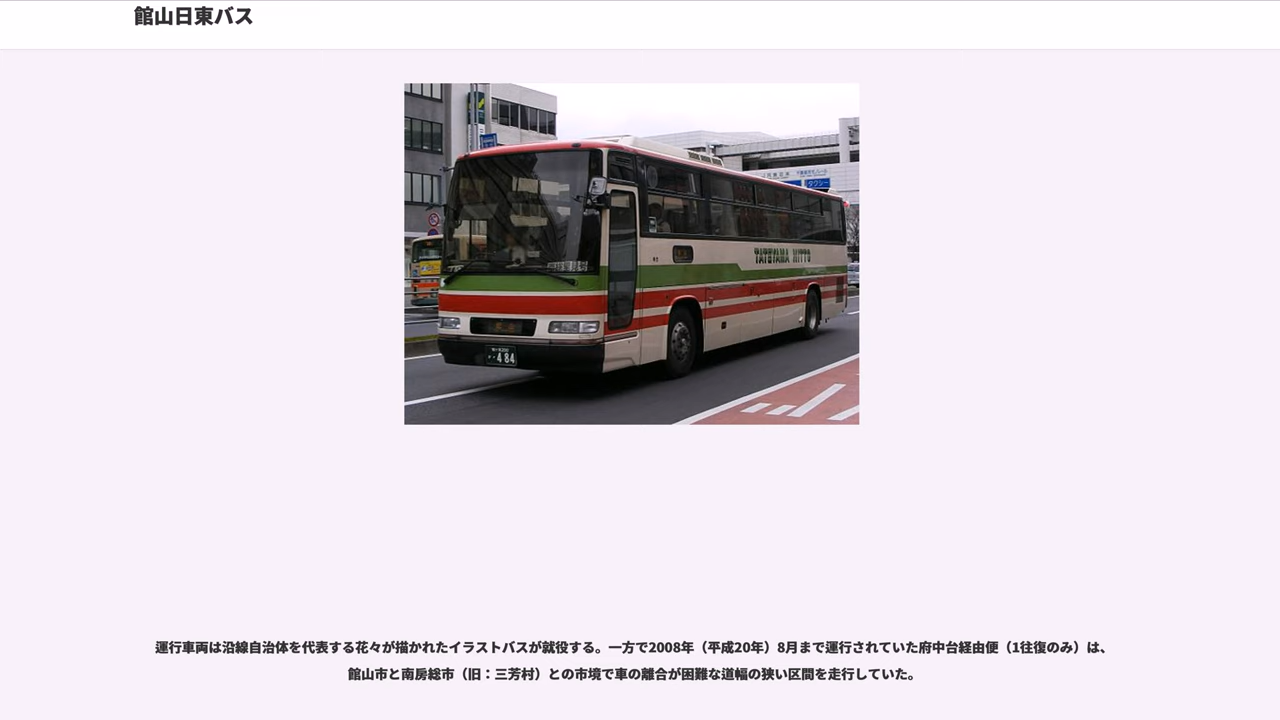 館山日東バス
タクシー
TATEYAMA NITTO
484
運行車両は沿線自治体を代表する花々が描かれたイラストバスが就役する。一方で2008年（平成20年）8月まで運行されていた府中台経由便（1往復のみ）は、
館山市と南房総市（旧：三芳村）との市境で車の離合が困難な道幅の狭い区間を走行していた。